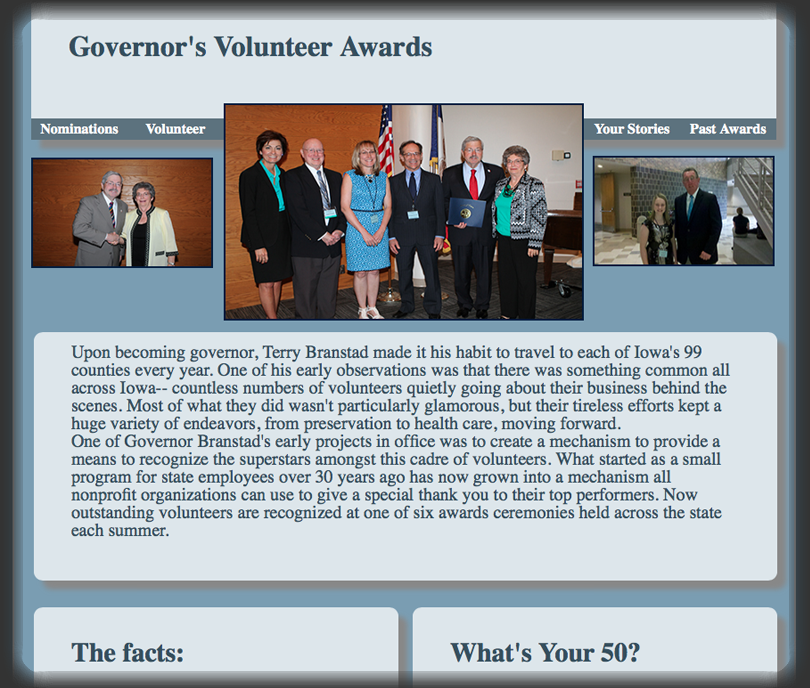 Governor's Volunteer Awards
Nominations Volunteer Your Stories Past Awards
Upon becoming governor, Terry Branstad made it his habit to travel to each of Iowa's 99
counties every year. One of his early observations was that there was something common all
across Iowa-- countless numbers of volunteers quietly going about their business behind the
scenes. Most of what they did wasn't particularly glamorous, but their tireless efforts kept a
huge variety of endeavors, from preservation to health care, moving forward.
One of Governor Branstad's early projects in office was to create a mechanism to provide a
means to recognize the superstars amongst this cadre of volunteers. What started as a small
program for state employees over 30 years ago has now grown into a mechanism all
nonprofit organizations can use to give a special thank you to their top performers. Now
outstanding volunteers are recognized at one of six awards ceremonies held across the state
each summer.
The facts:
What's Your 50?